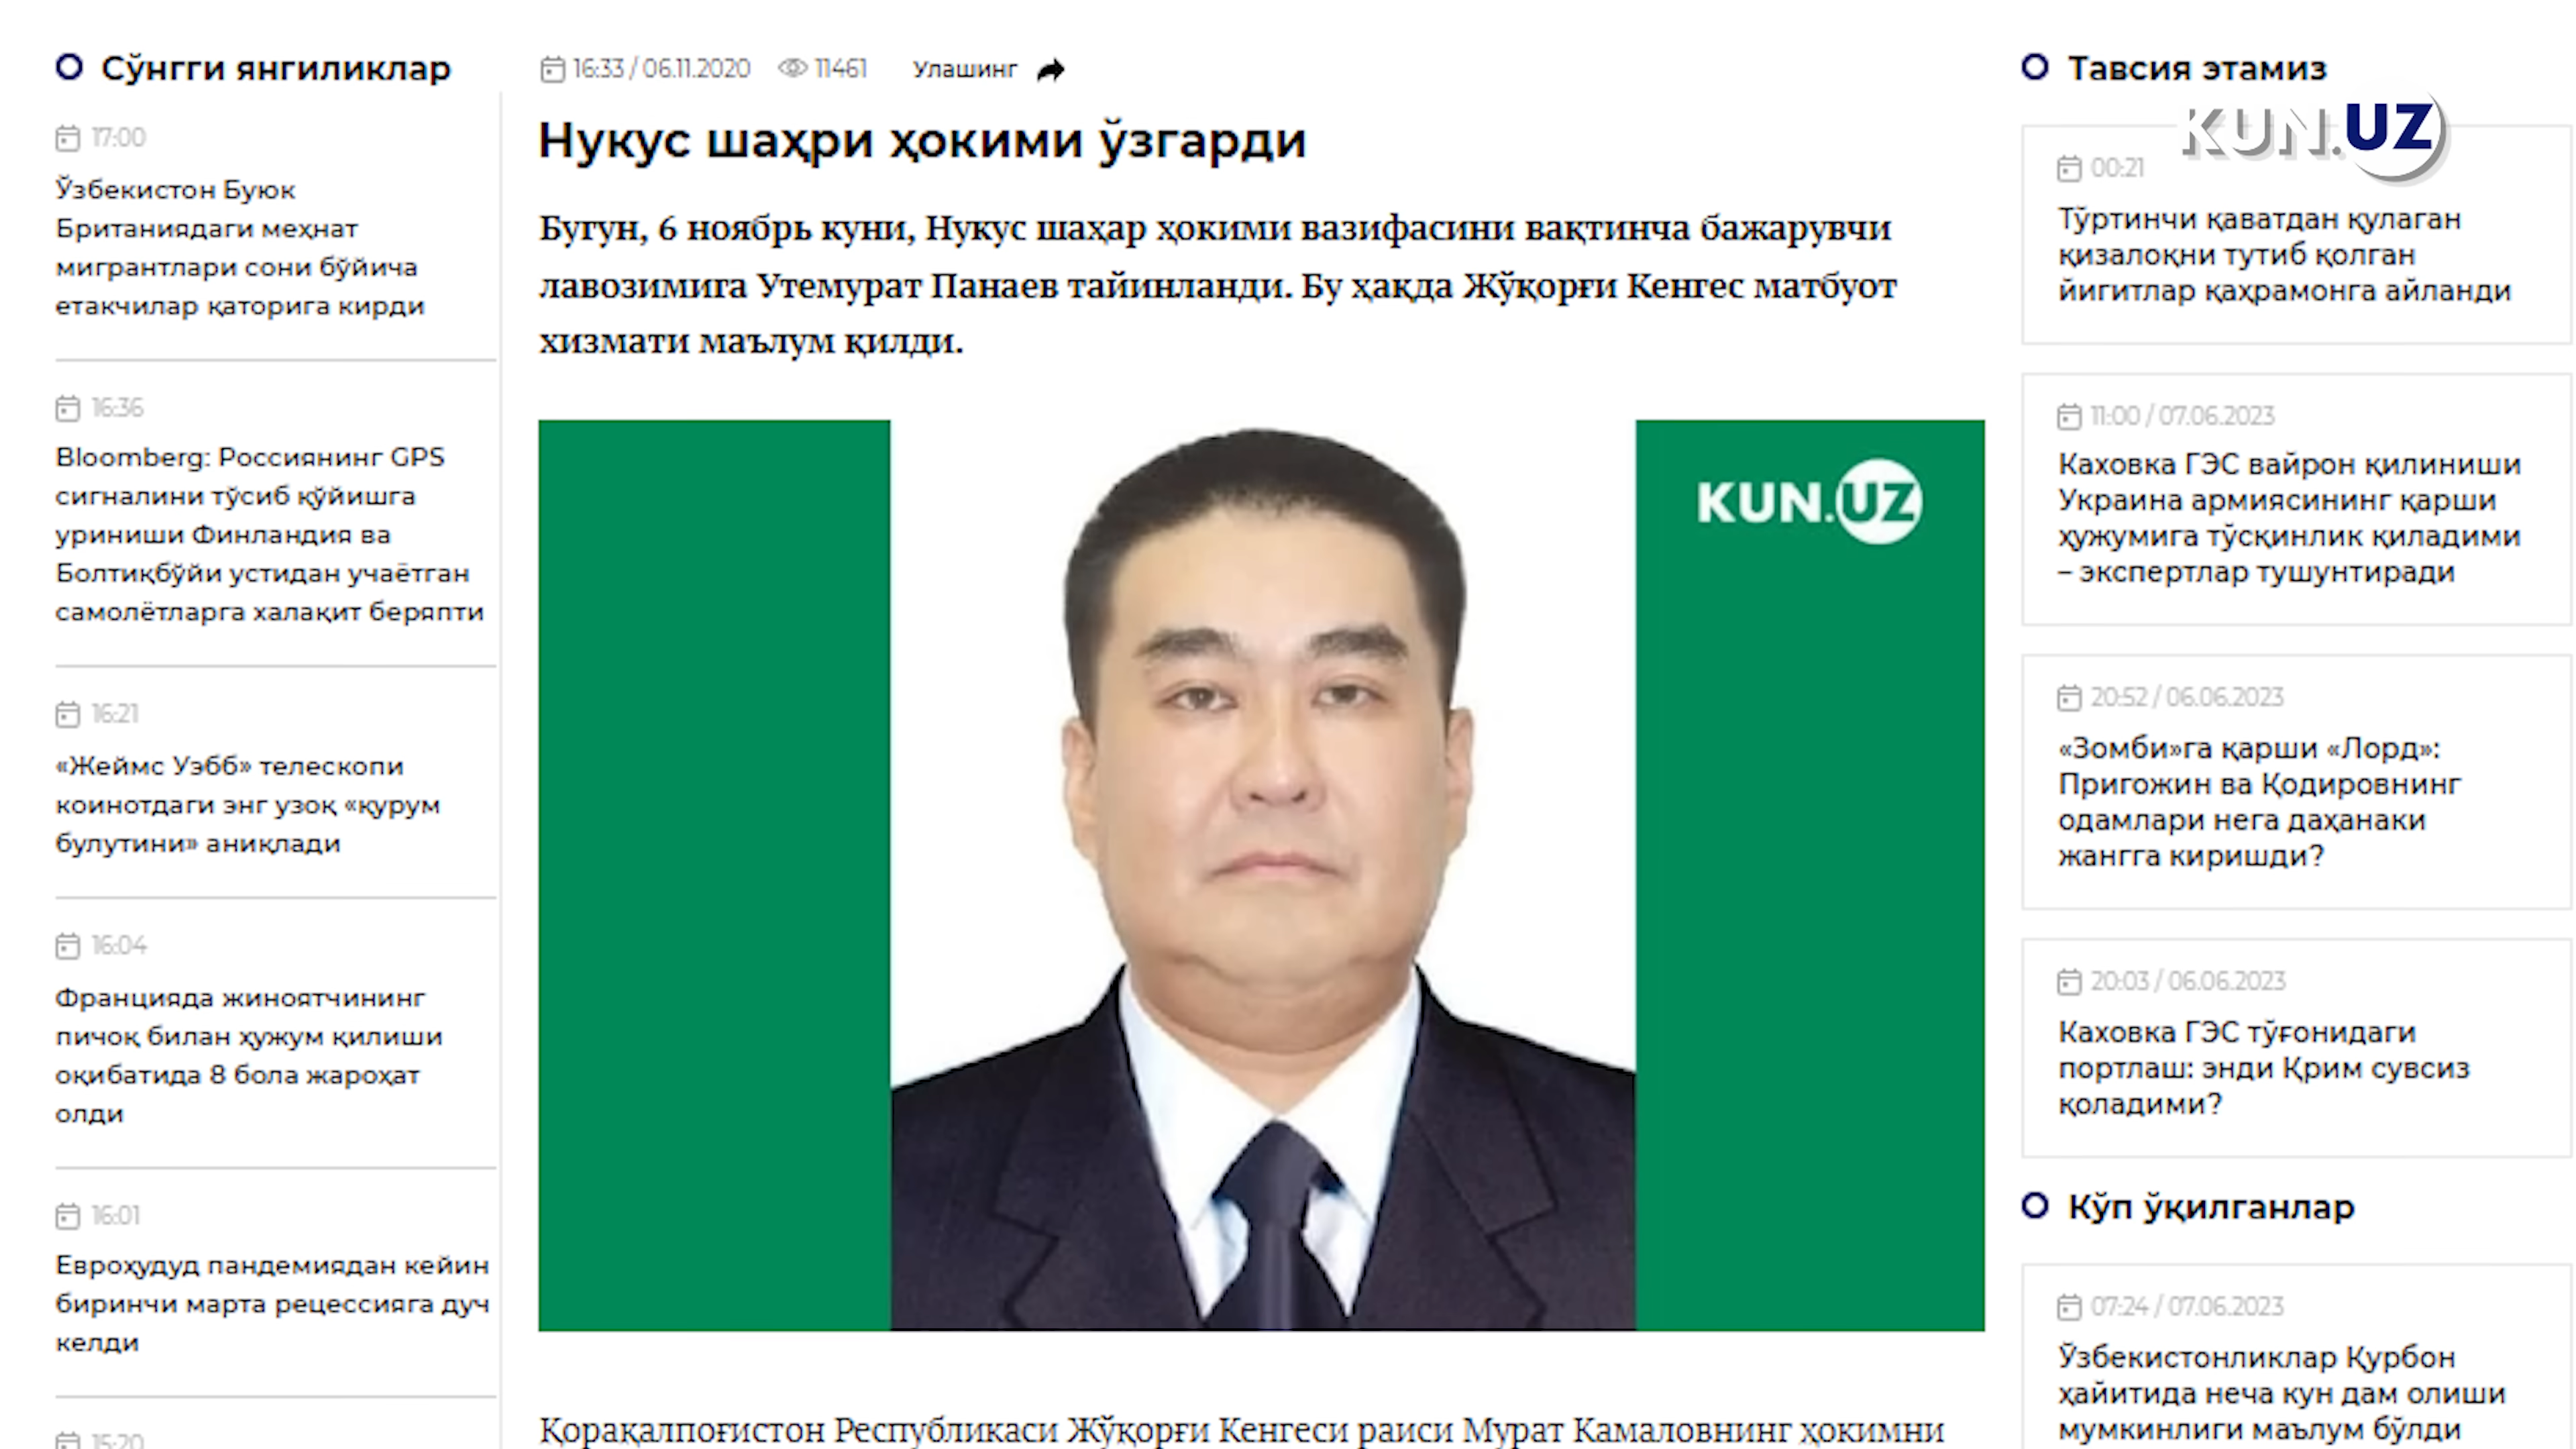 Сўнгги янгиликлар
17:00
Ўзбекистон Буюк
Британиядаги меҳнат
мигрантлари сони бўйича
етакчилар қаторига кирди
16:36
Bloomberg: Россиянинг GPS
сигналини тўсиб қўйишга
уриниши Финландия ва
Болтиқбўйи устидан учаётган
самолётларга халақит беряпти
16:21
«Жеймс Уэбб» телескопи
коинотдаги энг узоқ «қурум
булутини» аниқлади
16:04
Францияда жиноятчининг
пичоқ билан ҳужум қилиши
оқибатида 8 бола жароҳат
олди
16:01
Евроҳудуд пандемиядан кейин
биринчи марта рецессияга дуч
келди
15:20
16:33 / 06.11.2020 11461 Улашинг
Нукус шаҳри ҳокими ўзгарди
Бугун, 6 ноябрь куни, Нукус шаҳар ҳокими вазифасини вақтинча бажарувчи
лавозимига Утемурат Панаев тайинланди. Бу ҳақда Жўқорғи Кенгес матбуот
хизмати маълум қилди.
KUN.UZ
Қорақалпоғистон Республикаси Жўқорғи Кенгеси раиси Мурат Камаловнинг ҳокимни
Тавсия этамиз
KUN.UZ
00:21
Тўртинчи қаватдан қулаган
қизалоқни тутиб қолган
йигитлар қаҳрамонга айланди
11:00 / 07.06.2023
Каховка ГЭС вайрон қилиниши
Украина армиясининг қарши
ҳужумига тўсқинлик қиладими
– экспертлар тушунтиради
20:52 / 06.06.2023
«Зомби»га қарши «Лорд»:
Пригожин ва Қодировнинг
одамлари нега даҳанаки
жангга киришди?
20:03 / 06.06.2023
Каховка ГЭС тўғонидаги
портлаш: энди Қрим сувсиз
қоладими?
Кўп ўқилганлар
07:24 / 07.06.2023
Ўзбекистонликлар Қурбон
ҳайитида неча кун дам олиши
мумкинлиги маълум бўлди